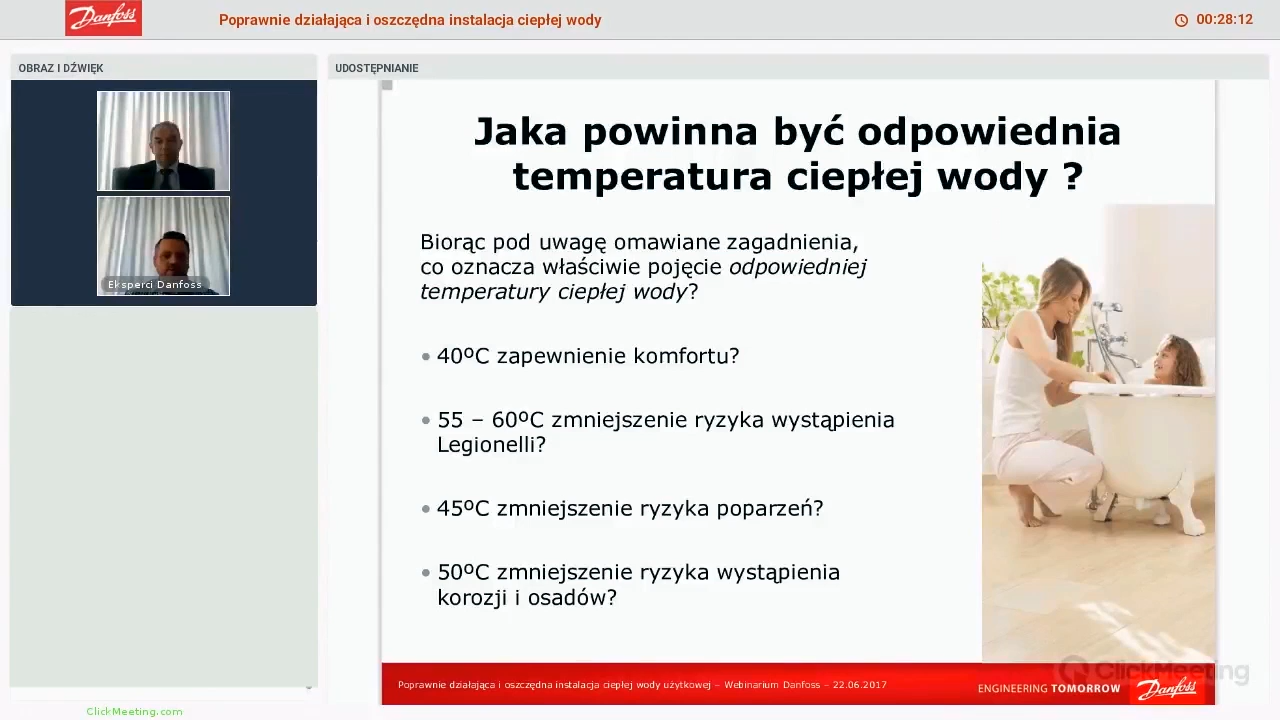 Danfoss
Poprawnie działająca i oszczędna instalacja ciepłej wody
00:28:12
OBRAZ I DŹWIĘK
UDOSTĘPNIANIE
Eksperci Danfoss
Jaka powinna być odpowiednia
temperatura ciepłej wody ?
Biorąc pod uwagę omawiane zagadnienia,
co oznacza właściwie pojęcie odpowiedniej
temperatury ciepłej wody?
• 40ºC zapewnienie komfortu?
• 55 – 60ºC zmniejszenie ryzyka wystąpienia
Legionelli?
• 45ºC zmniejszenie ryzyka poparzeń?
• 50ºC zmniejszenie ryzyka wystąpienia
korozji i osadów?
Poprawnie działająca i oszczędna instalacja ciepłej wody użytkowej – Webinarium Danfoss – 22.06.2017
ENGINEERING TOMORROW
Danfoss
ClickMeeting
ClickMeeting.com